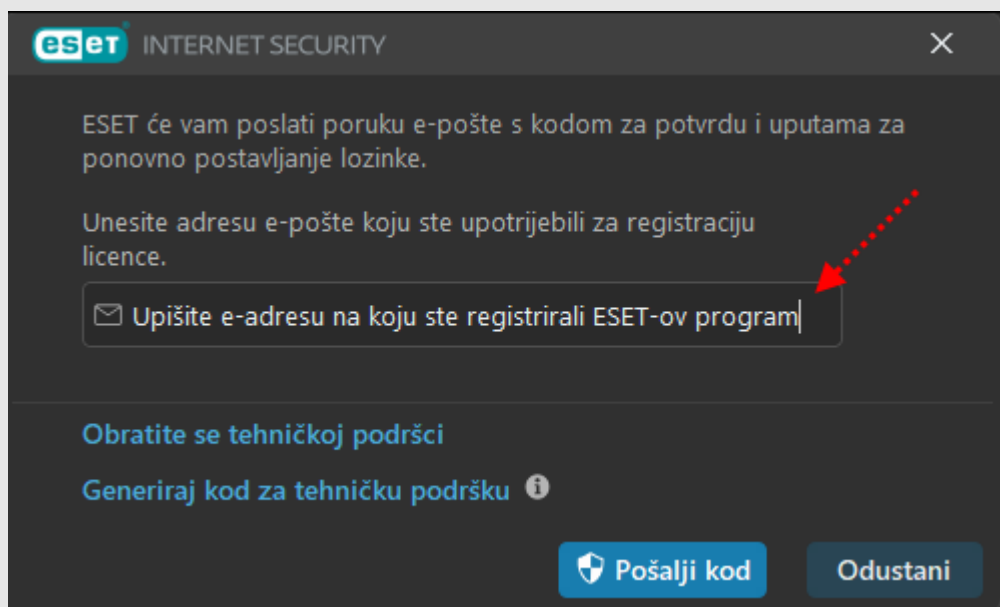 eseT INTERNET SECURITY
ESET će vam poslati poruku e-pošte s kodom za potvrdu i uputama za
ponovno postavljanje lozinke.
Unesite adresu e-pošte koju ste upotrijebili za registraciju
licence.
Upišite e-adresu na koju ste registrirali ESET-ov program
Obratite se tehničkoj podršci
Generiraj kod za tehničku podršku
Pošalji kod
Odustani